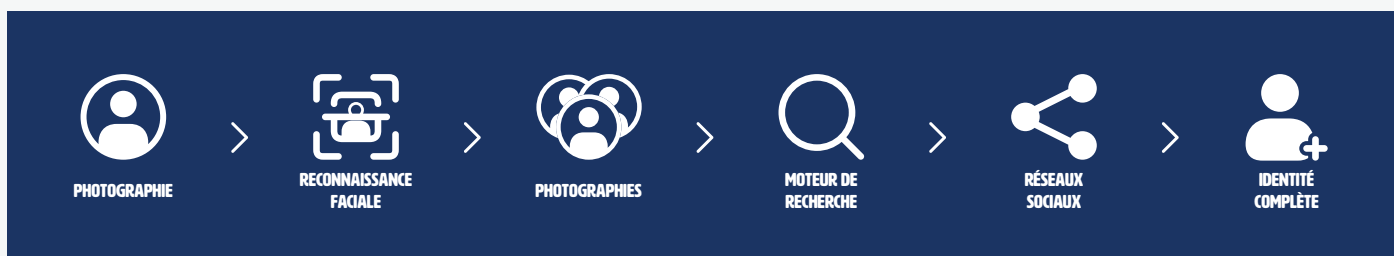 PHOTOGRAPHIE
RECONNAISSANCE
FACIALE
PHOTOGRAPHIES
MOTEUR DE
RECHERCHE
RÉSEAUX
SOCIAUX
IDENTITÉ
COMPLÈTE